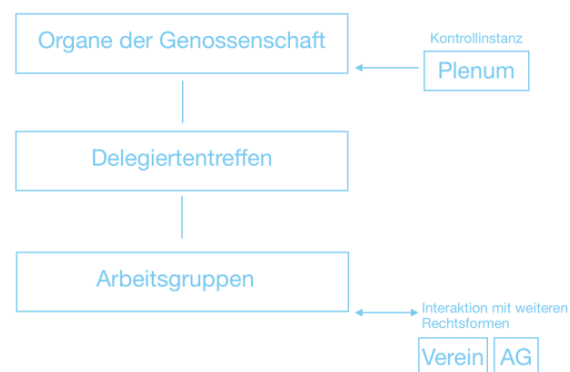 Organe der Genossenschaft
Kontrollinstanz
Plenum
Delegiertentreffen
Arbeitsgruppen
Interaktion mit weiteren
Rechtsformen
Verein AG